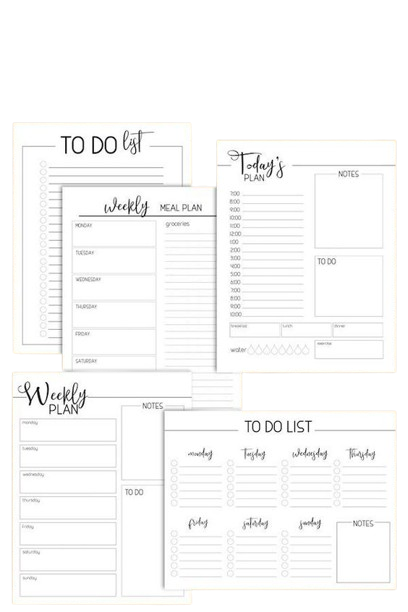 TO DO list
Weekly MEAL PLAN
MONDAY
groceries
TUESDAY
WEDNESDAY
THURSDAY
FRIDAY
SATURDAY
Today's
PLAN
NOTES
7:00
8:00
9:00
10:00
11:00
12:00
1:00
2:00
3:00
4:00
5:00
6:00
7:00
8:00
9:00
10:00
TO DO
breakfast
lunch
dinner
water
exercise
Weekly
PLAN
NOTES
monday
tuesday
wednesday
thursday
friday
saturday
sunday
TO DO
TO DO LIST
monday
tuesday
wednesday
thursday
friday
saturday
sunday
NOTES